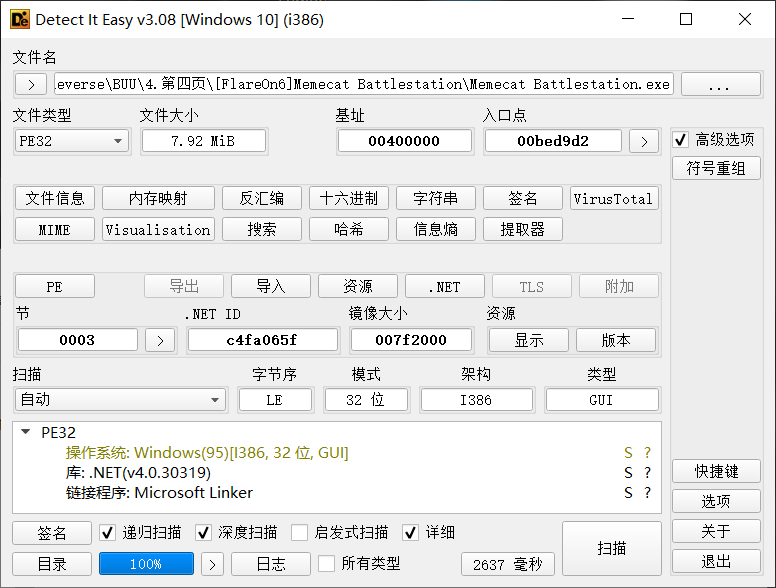 Detect It Easy v3.08 [Windows 10] (i386)
文件名
> everse\BUU\4.第四页\[FlareOn6]Memecat Battlestation\Memecat Battlestation.exe ...
文件类型 文件大小 基址 入口点
PE32 7.92 MiB 00400000 00bed9d2 > 高级选项
符号重组
文件信息 内存映射 反汇编 十六进制 字符串 签名 VirusTotal
MIME Visualisation 搜索 哈希 信息熵 提取器
PE 导出 导入 资源 .NET TLS 附加
节 .NET ID 镜像大小 资源
0003 > c4fa065f 007f2000 显示 版本
扫描 字节序 模式 架构 类型
自动 LE 32 位 I386 GUI
PE32
操作系统: Windows(95)[I386, 32 位, GUI] S ?
库: .NET(v4.0.30319) S ?
链接程序: Microsoft Linker S ?
快捷键
选项
签名 递归扫描 深度扫描 启发式扫描 详细 扫描 关于
目录 100% > 日志 所有类型 2637 毫秒 退出